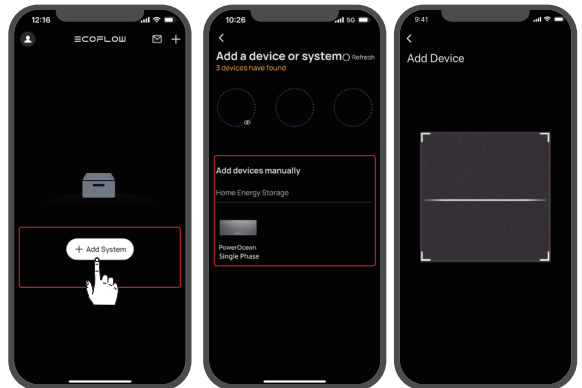 12:16
ECOFLOW
+ Add System
10:26
5G
Add a device or system
Refresh
3 devices have found
Add devices manually
Home Energy Storage
PowerOcean
Single Phase
9:41
Add Device